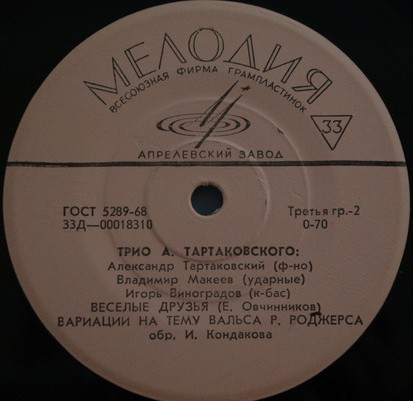 МЕЛОДИЯ
ВСЕСОЮЗНАЯ ФИРМА ГРАМПЛАСТИНОК
33
АПРЕЛЕВСКИЙ ЗАВОД
ГОСТ 5289-68 Третья гр.-2
33Д—00018310 0-70
ТРИО А. ТАРТАКОВСКОГО:
Александр Тартаковский (ф-но)
Владимир Макеев (ударные)
Игорь Виноградов (к-бас)
ВЕСЕЛЫЕ ДРУЗЬЯ (Е. Овчинников)
ВАРИАЦИИ НА ТЕМУ ВАЛЬСА Р. РОДЖЕРСА
обр. И. Кондакова